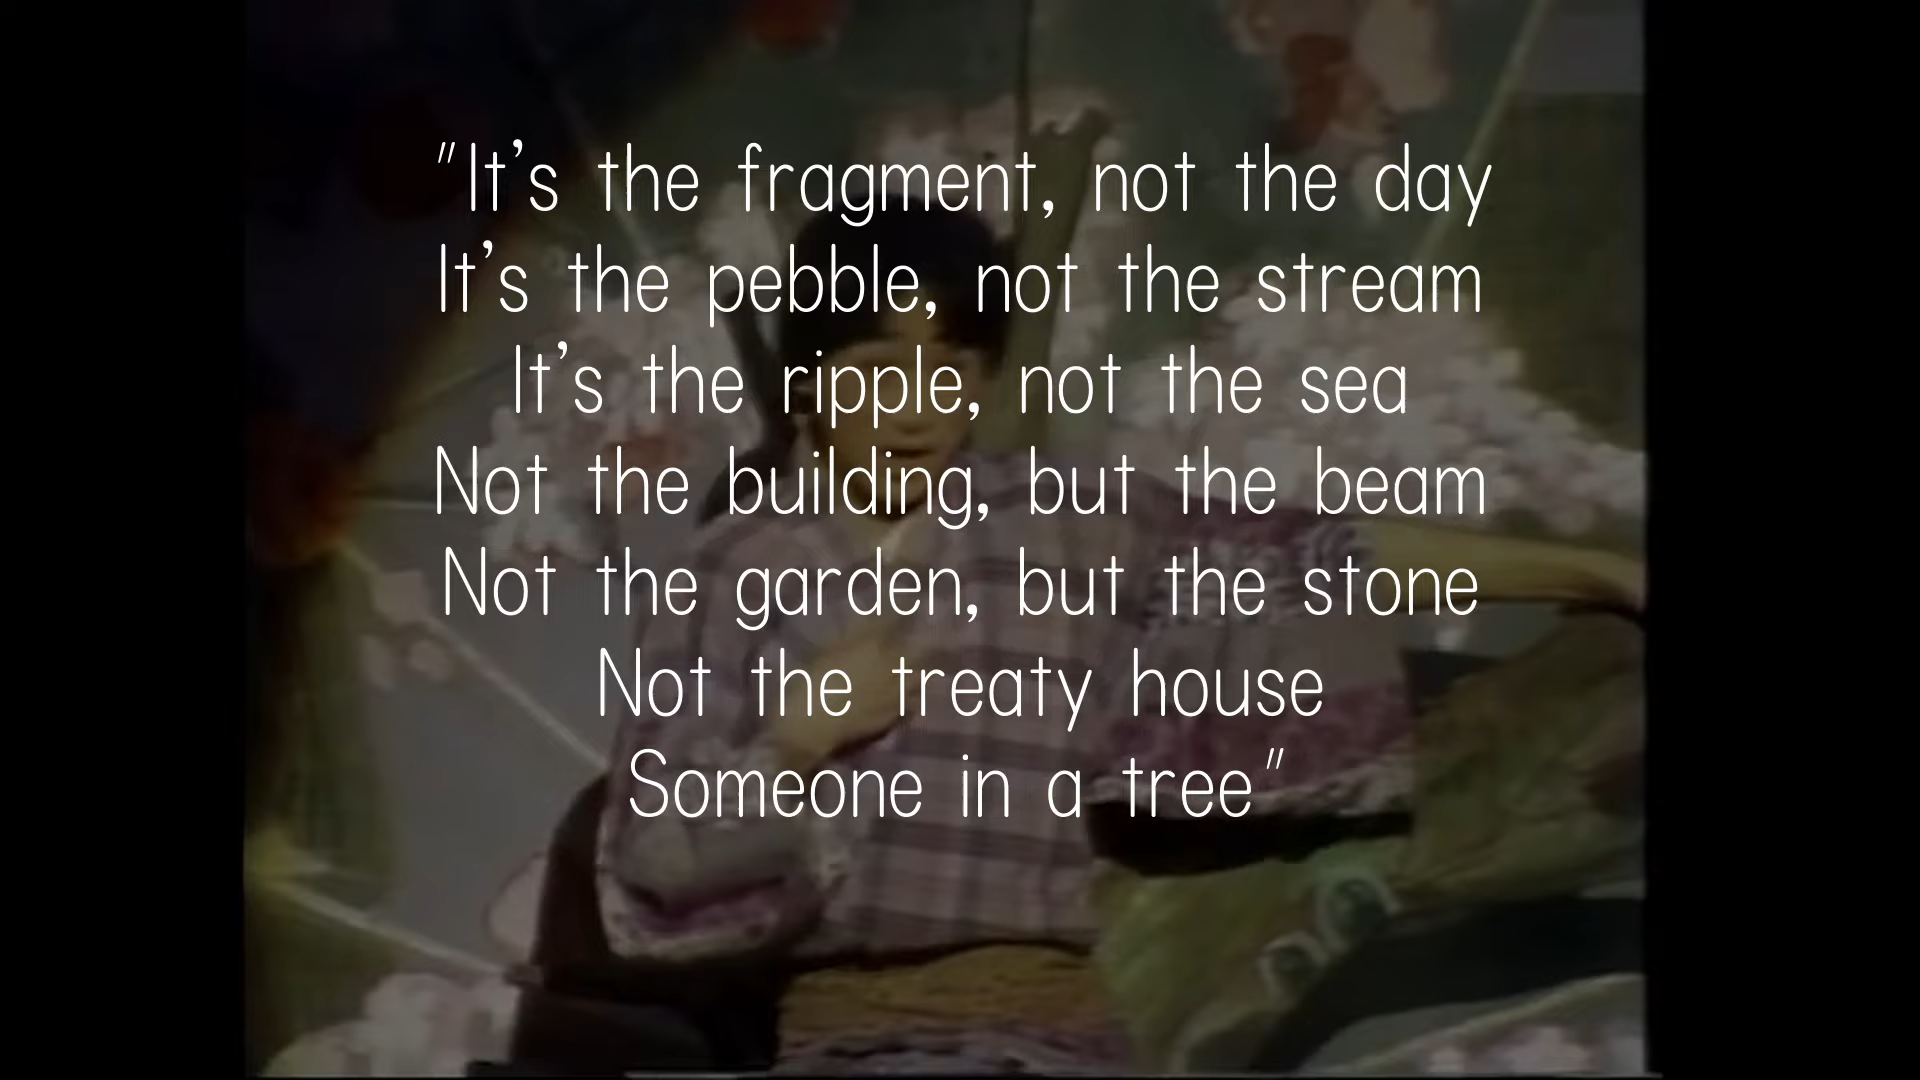 "It's the fragment, not the day
It's the pebble, not the stream
It's the ripple, not the sea
Not the building, but the beam
Not the garden, but the stone
Not the treaty house
Someone in a tree"